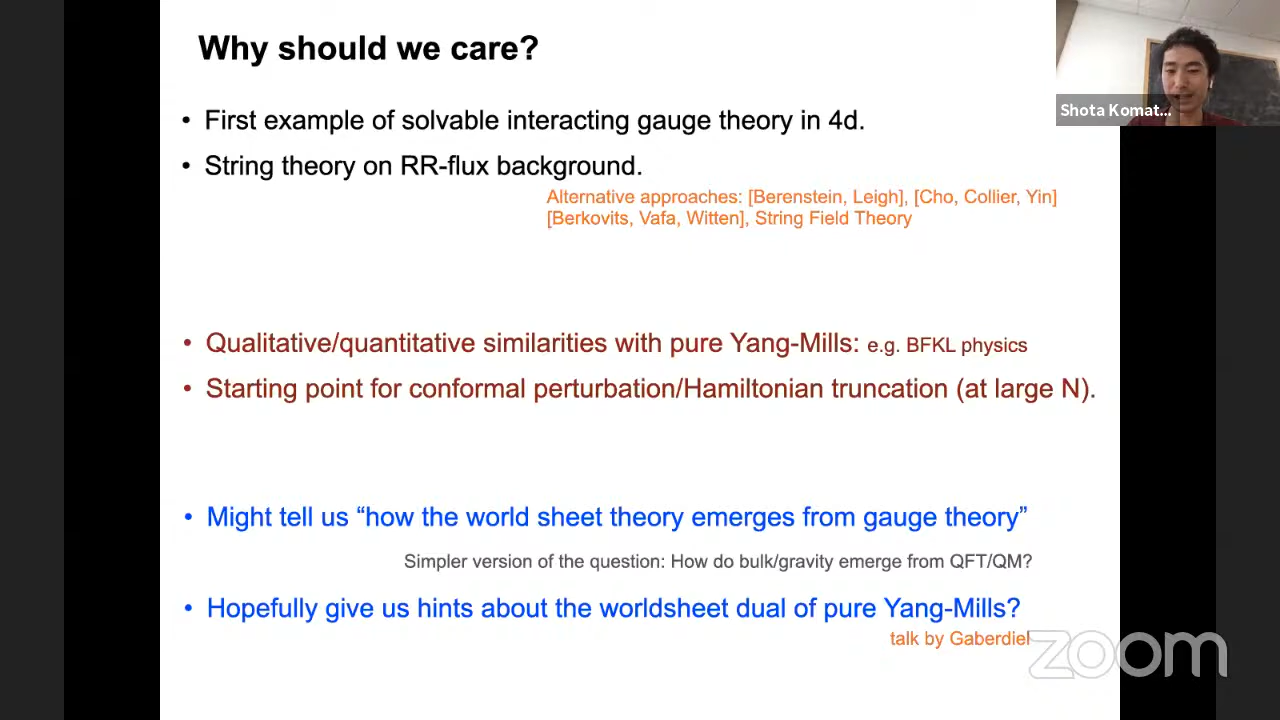 Why should we care?
Shota Komat...
• First example of solvable interacting gauge theory in 4d.
• String theory on RR-flux background.
Alternative approaches: [Berenstein, Leigh], [Cho, Collier, Yin]
[Berkovits, Vafa, Witten], String Field Theory
• Qualitative/quantitative similarities with pure Yang-Mills: e.g. BFKL physics
• Starting point for conformal perturbation/Hamiltonian truncation (at large N).
• Might tell us “how the world sheet theory emerges from gauge theory”
Simpler version of the question: How do bulk/gravity emerge from QFT/QM?
• Hopefully give us hints about the worldsheet dual of pure Yang-Mills?
talk by Gaberdiel
zoom